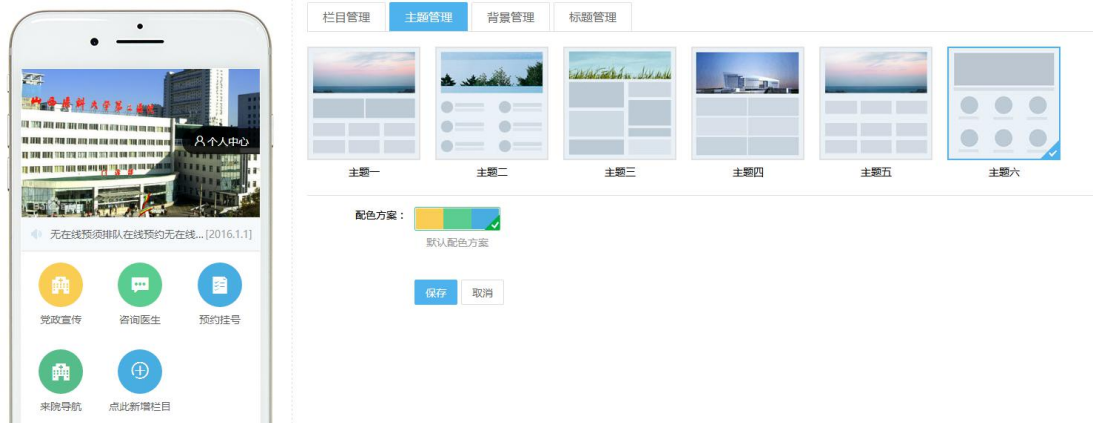 栏目管理 主题管理 背景管理 标题管理
个人中心
无在线预须排队在线预约无在线...[2016.1.1]
党政宣传 咨询医生 预约挂号
来院导航 点此新增栏目
主题一 主题二 主题三 主题四 主题五 主题六
配色方案：
默认配色方案
保存 取消